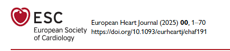 ESC
European Society
of Cardiology
European Heart Journal (2025) 00, 1–70
https://doi.org/10.1093/eurheartj/ehaf191